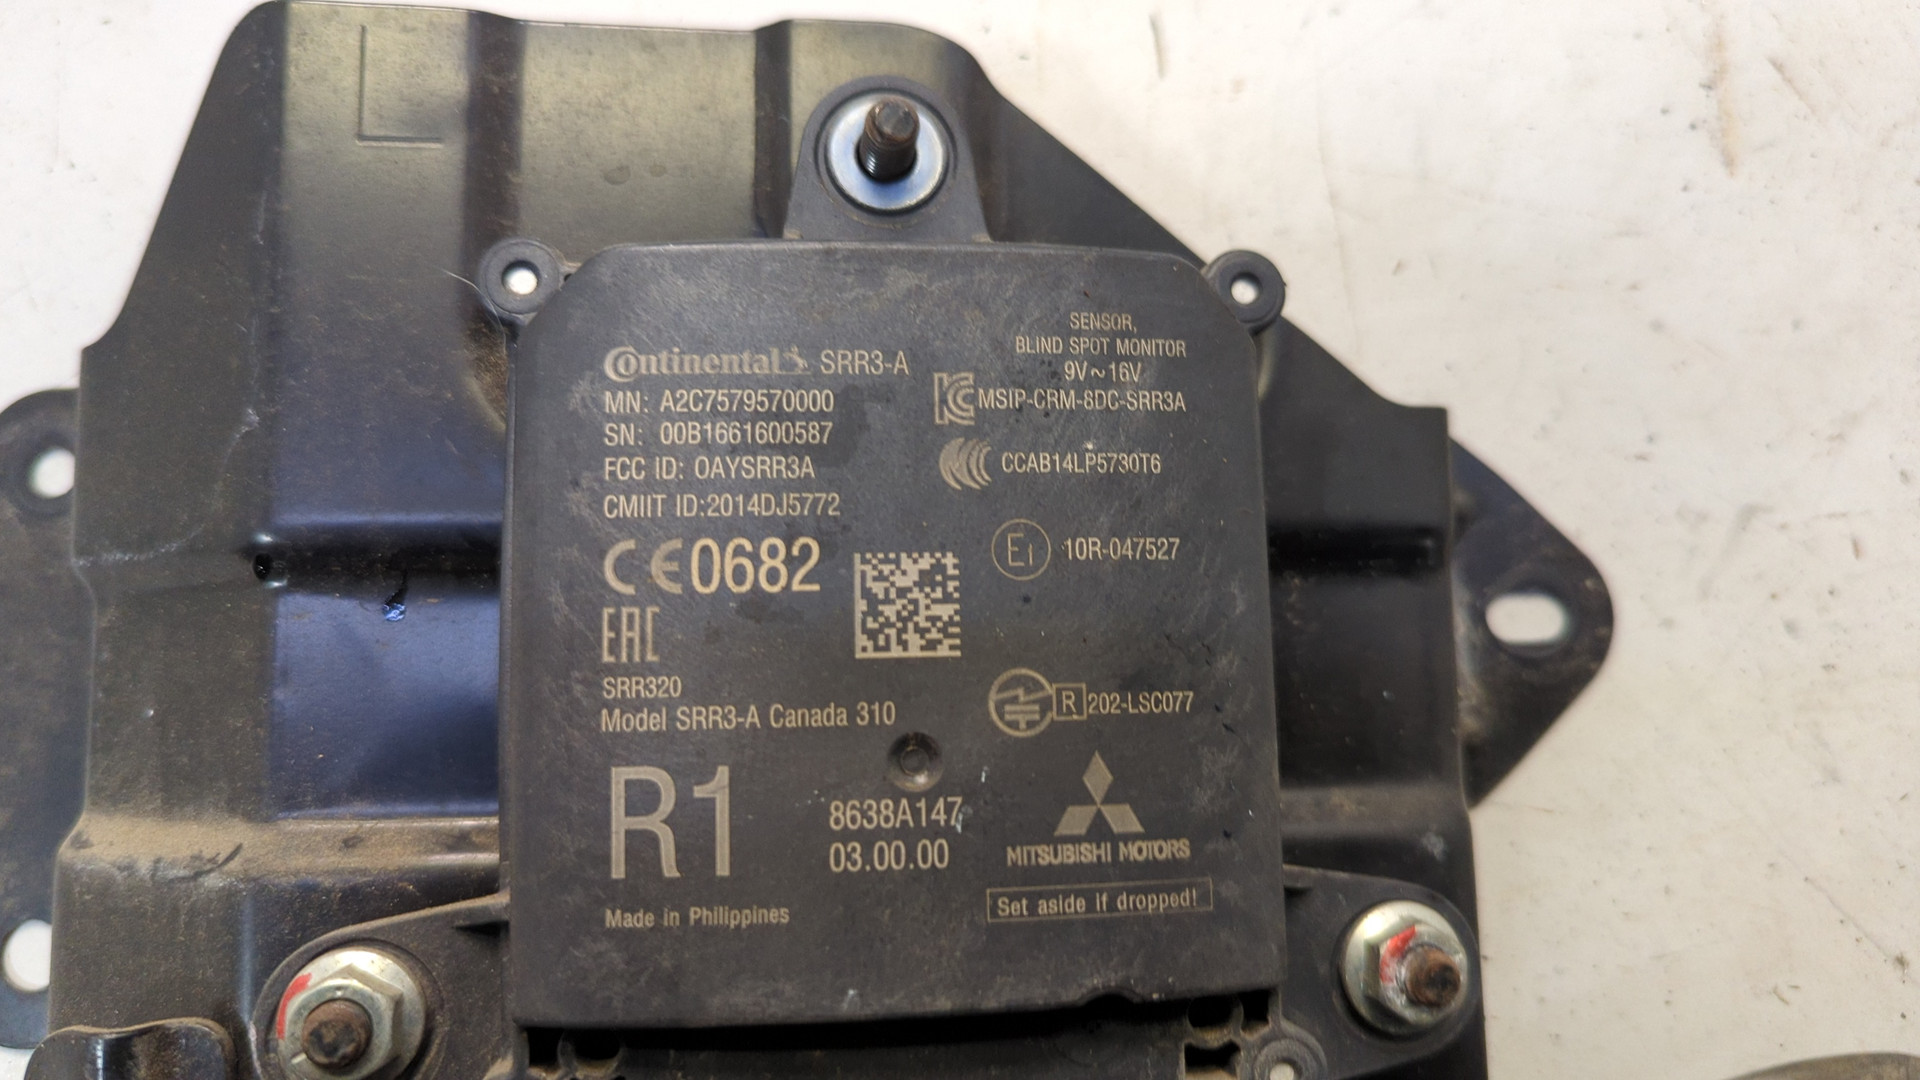 L
Continental SRR3-A
MN: A2C7579570000
SN: 00B1661600587
FCC ID: OAYSRR3A
CMIIT ID:2014DJ5772
CE0682
EAC
SRR320
Model SRR3-A Canada 310
R1
Made in Philippines
8638A147
03.00.00
SENSOR,
BLIND SPOT MONITOR
9V~16V
MSIP-CRM-8DC-SRR3A
CCAB14LP5730T6
E1 10R-047527
R 202-LSC077
MITSUBISHI MOTORS
Set aside if dropped!